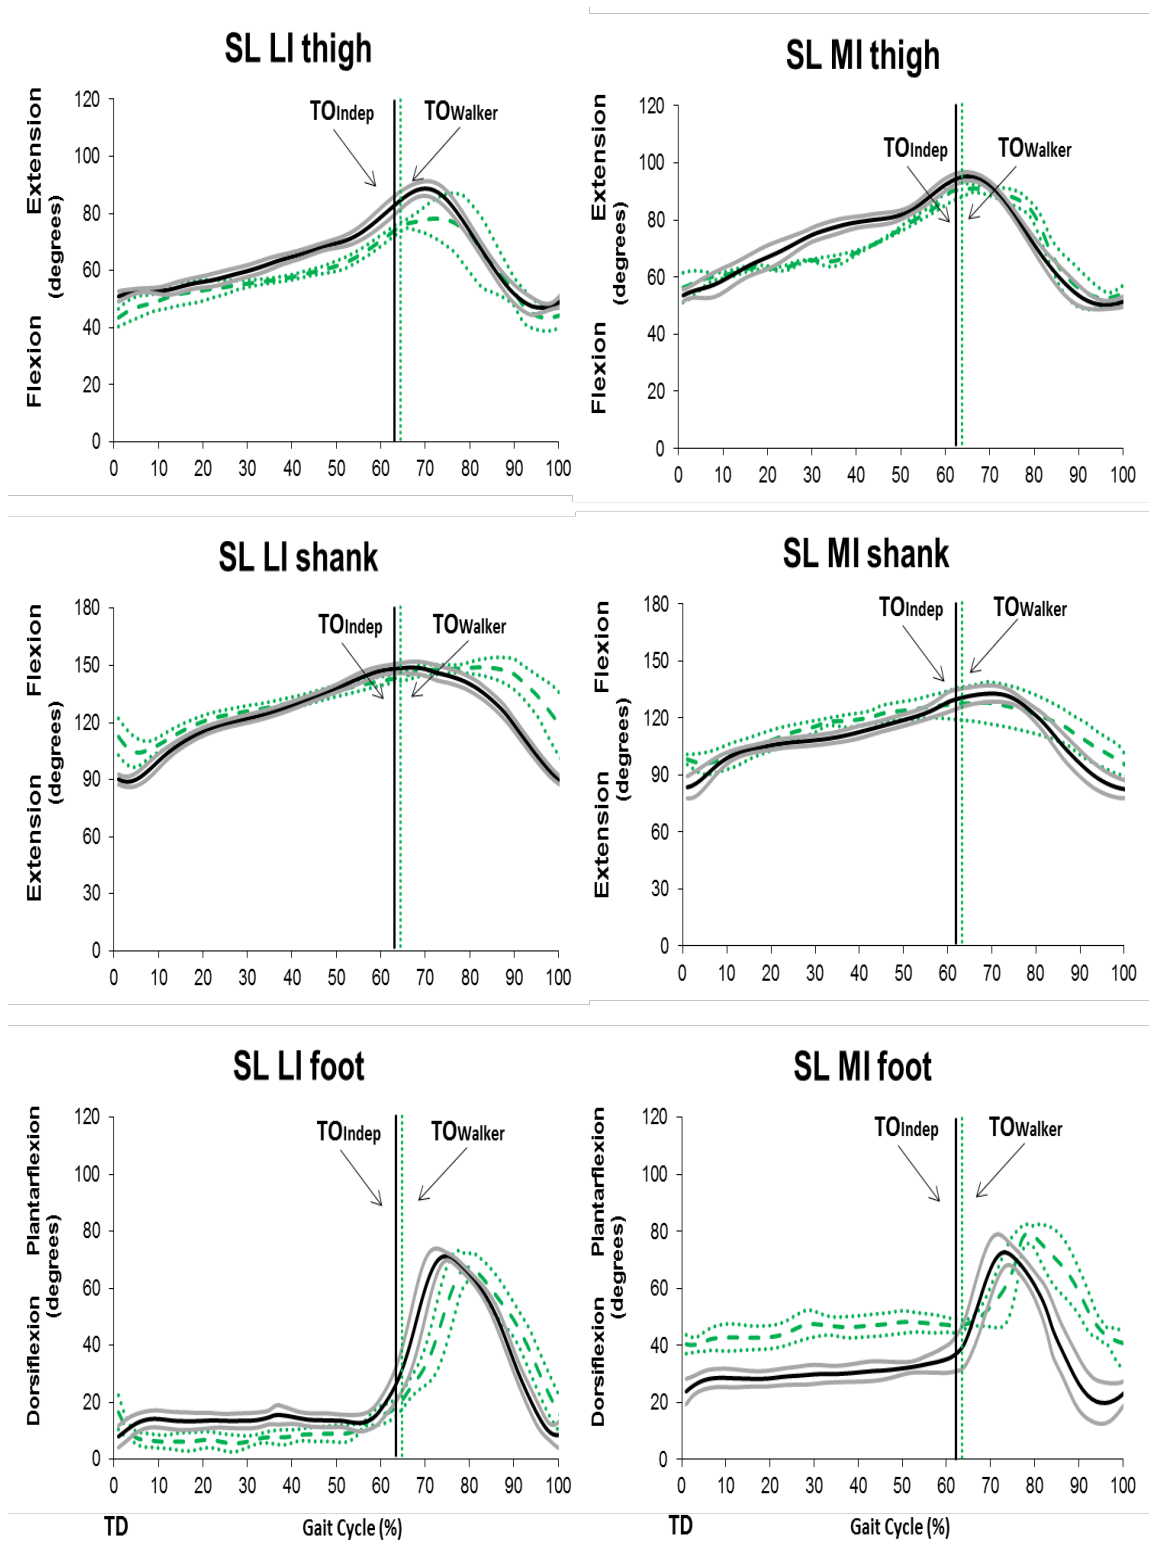 SL LI thigh
SL MI thigh
Extension
(degrees)
Flexion
120
100
80
60
40
20
0
TOIndep
TOWalker
0 10 20 30 40 50 60 70 80 90 100
Extension
(degrees)
Flexion
120
100
80
60
40
20
0
TOIndep
TOWalker
0 10 20 30 40 50 60 70 80 90 100
SL LI shank
SL MI shank
Flexion
(degrees)
Extension
180
150
120
90
60
30
0
TOIndep
TOWalker
0 10 20 30 40 50 60 70 80 90 100
Flexion
(degrees)
Extension
180
150
120
90
60
30
0
TOIndep
TOWalker
0 10 20 30 40 50 60 70 80 90 100
SL LI foot
SL MI foot
Plantarflexion
(degrees)
Dorsiflexion
120
100
80
60
40
20
0
TOIndep
TOWalker
0 10 20 30 40 50 60 70 80 90 100
TD
Gait Cycle (%)
Plantarflexion
(degrees)
Dorsiflexion
120
100
80
60
40
20
0
TOIndep
TOWalker
0 10 20 30 40 50 60 70 80 90 100
TD
Gait Cycle (%)